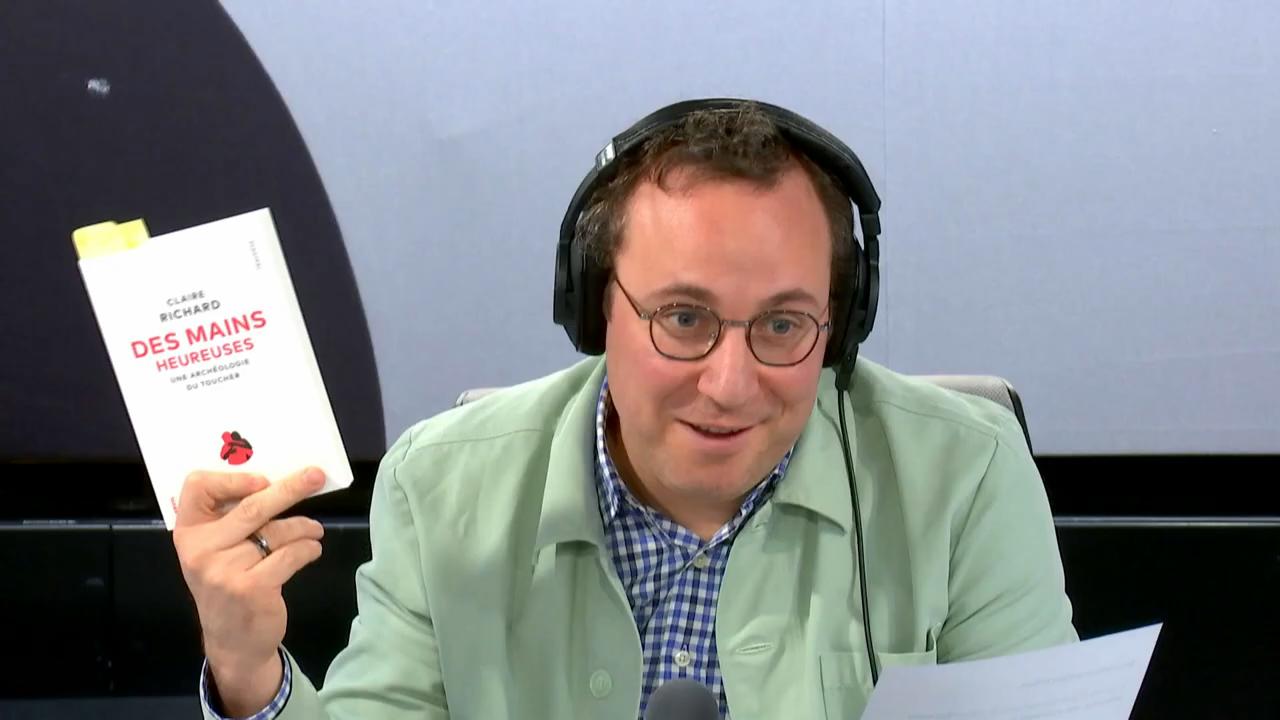 CLAIRE
RICHARD
DES MAINS
HEUREUSES
UNE ARCHÉOLOGIE
DU TOUCHER